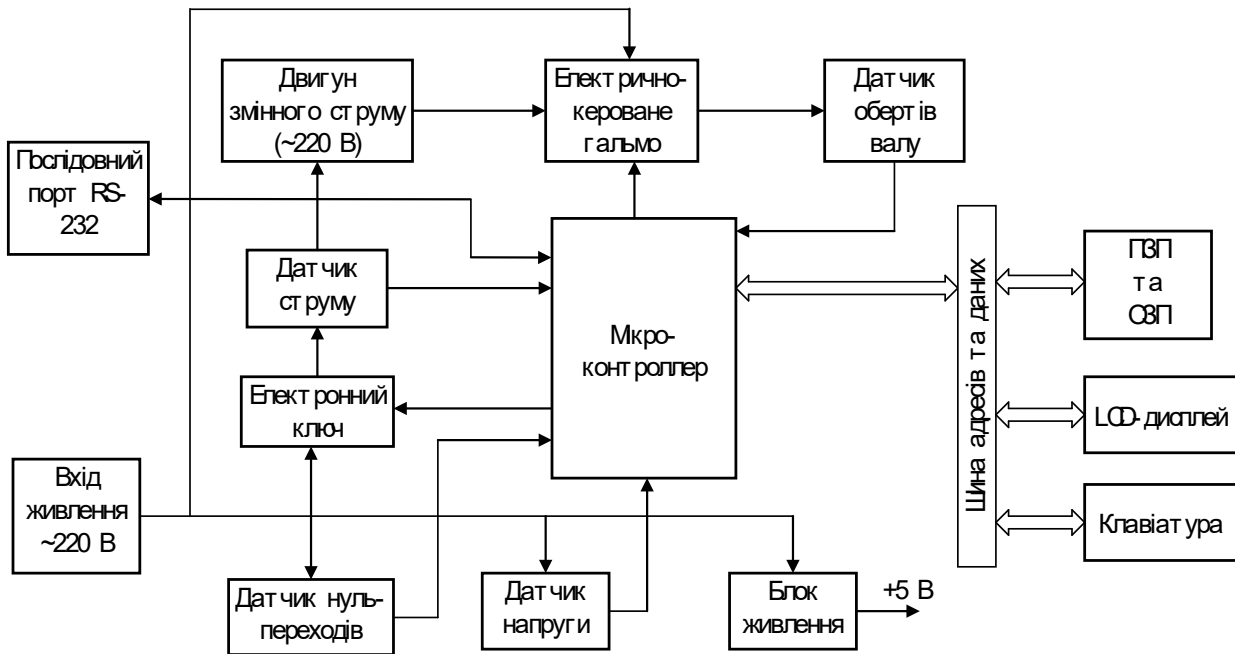 Двигун
змінного струму
(~220 В)
Електрично-
кероване
гальмо
Датчик
обертів
валу
Послідовний
порт RS-
232
Датчик
струму
Мікро-
контроллер
Шина адресів та даних
ПЗП
та
ОЗП
Електронний
ключ
LCD-дисплей
Вхід
живлення
~220 В
Клавіатура
Датчик нуль-
переходів
Датчик
напруги
Блок
живлення
+5 В